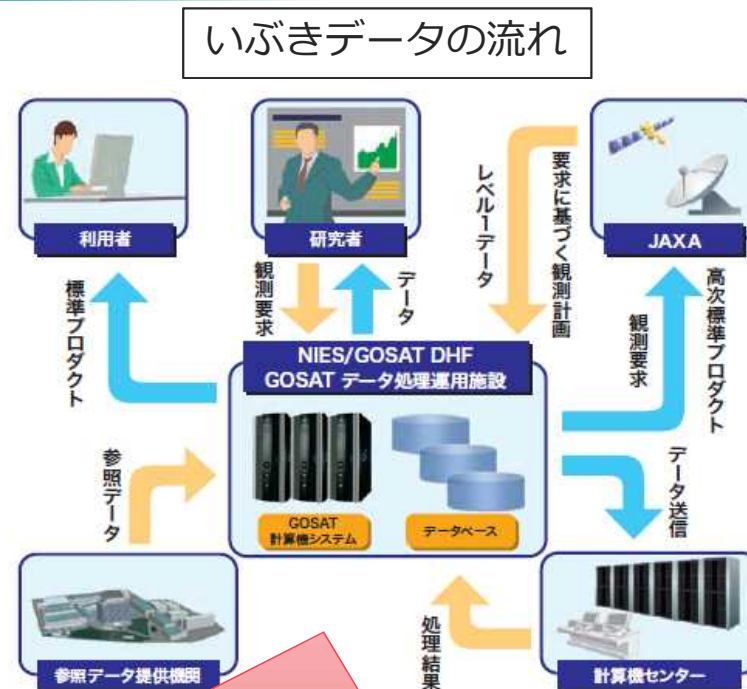 いぶきデータの流れ
利用者
研究者
JAXA
レベル1データ
要求に基づく観測計画
標準プロダクト
観測要求
データ
観測要求
高次標準プロダクト
NIES/GOSAT DHF
GOSAT データ処理運用施設
GOSAT
計算機システム
データベース
参照データ
データ送信
処理結果
参照データ提供機関
計算機センター